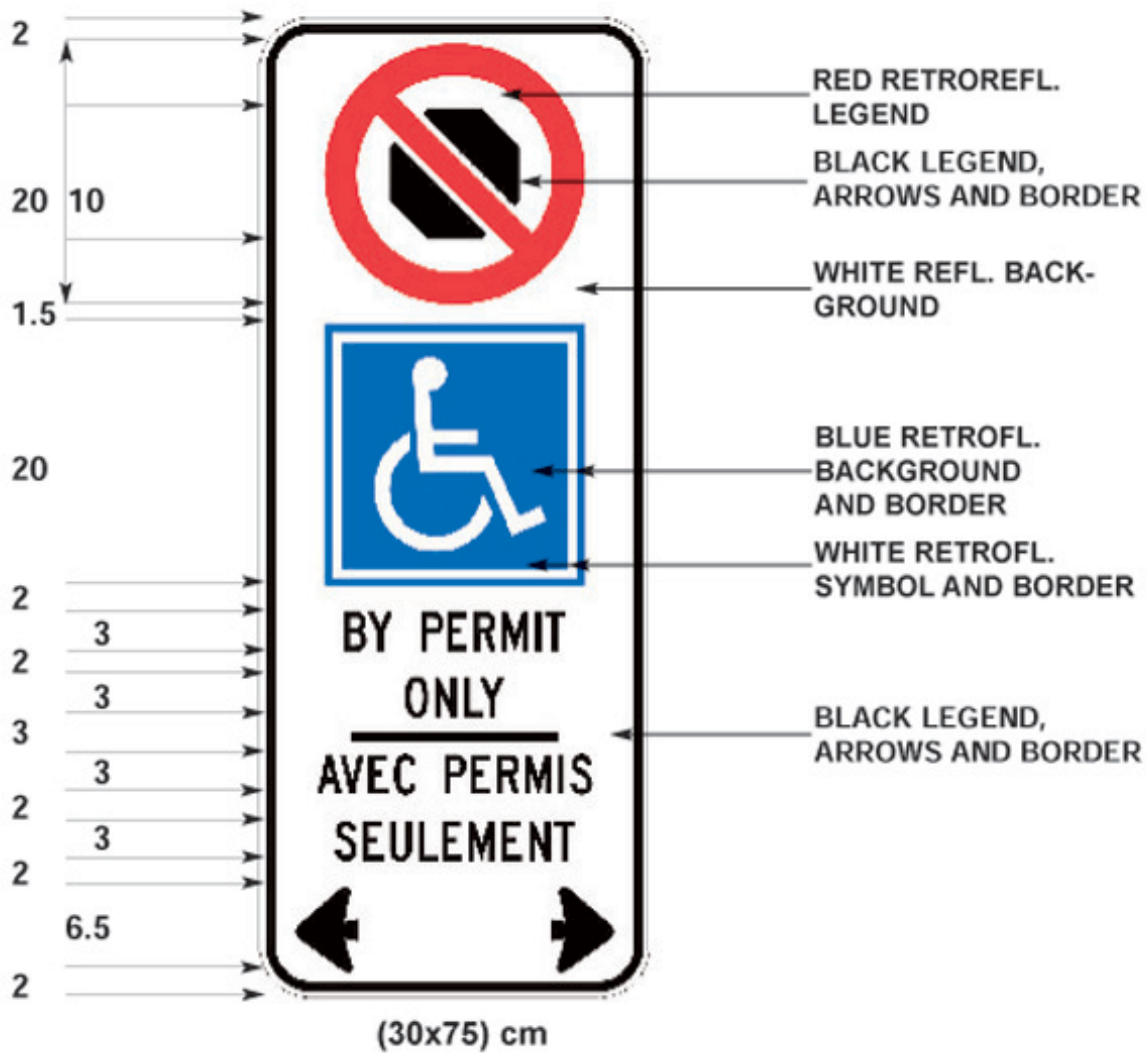 2
20 10
1.5
20
2
3
2
3
3
3
2
3
2
6.5
2
BY PERMIT
ONLY
AVEC PERMIS
SEULEMENT
RED RETROREFL.
LEGEND
BLACK LEGEND,
ARROWS AND BORDER
WHITE REFL. BACK-
GROUND
BLUE RETROFL.
BACKGROUND
AND BORDER
WHITE RETROFL.
SYMBOL AND BORDER
BLACK LEGEND,
ARROWS AND BORDER
(30x75) cm